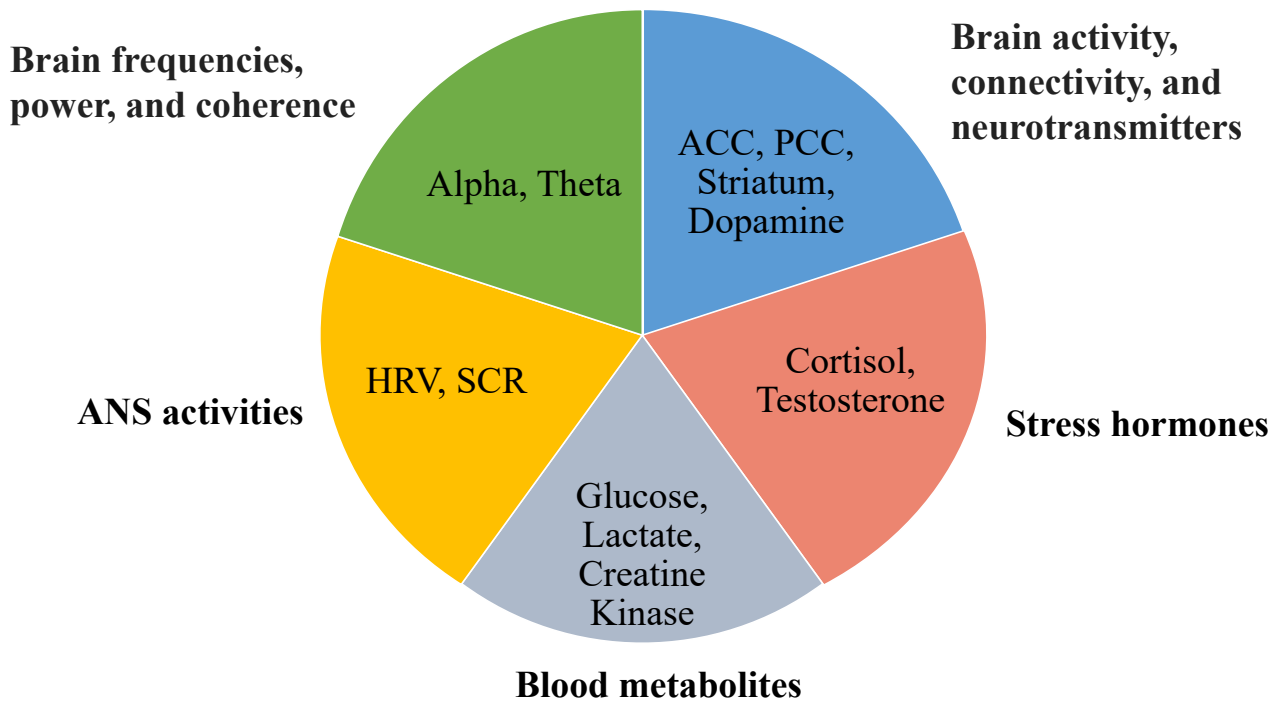 Brain frequencies,
power, and coherence
Brain activity,
connectivity, and
neurotransmitters
Alpha, Theta
ACC, PCC,
Striatum,
Dopamine
HRV, SCR
Cortisol,
Testosterone
ANS activities
Stress hormones
Glucose,
Lactate,
Creatine
Kinase
Blood metabolites